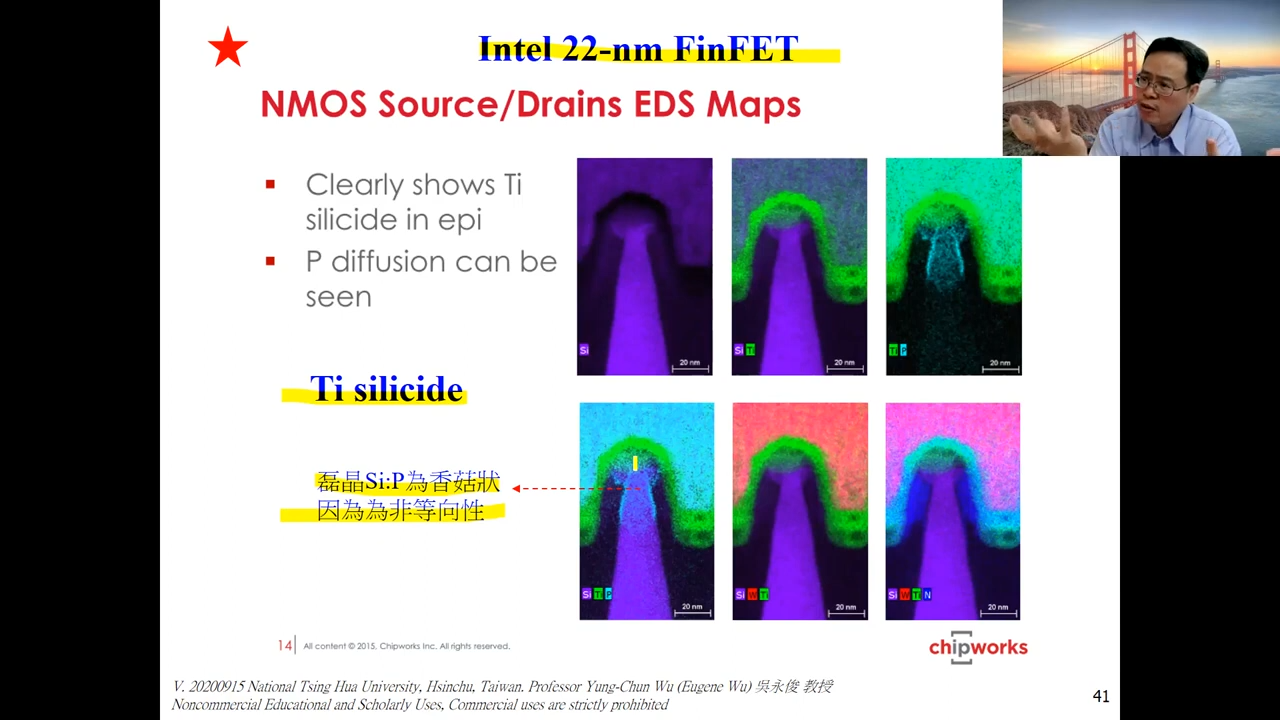 Intel 22-nm FinFET
NMOS Source/Drains EDS Maps
▪ Clearly shows Ti
silicide in epi
▪ P diffusion can be
seen
Si
20 nm
Si Ti
20 nm
Ti P
20 nm
Ti silicide
磊晶Si:P為香菇狀
因為為非等向性
Si Ti P
20 nm
Si W Ti
20 nm
Si W Ti N
20 nm
14 All content © 2015, Chipworks Inc. All rights reserved.
chipworks
V. 20200915 National Tsing Hua University, Hsinchu, Taiwan. Professor Yung-Chun Wu (Eugene Wu) 吳永俊 教授
Noncommercial Educational and Scholarly Uses, Commercial uses are strictly prohibited
41